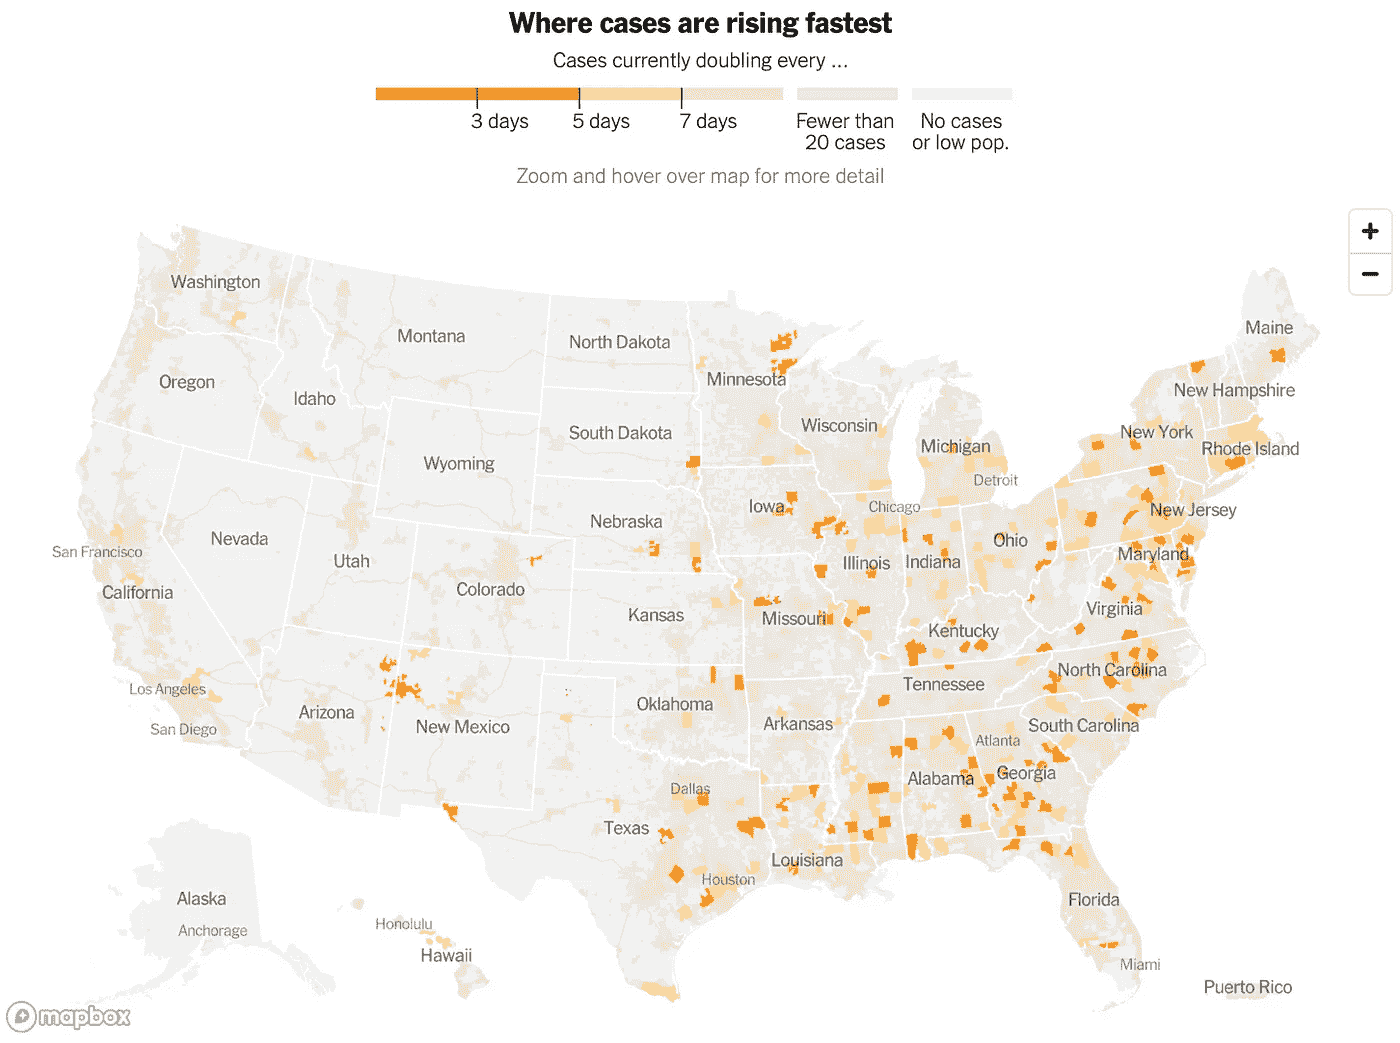 Where cases are rising fastest
Cases currently doubling every ...
3 days
5 days
7 days
Fewer than
20 cases
No cases
or low pop.
Zoom and hover over map for more detail
+
−
Washington
Montana
North Dakota
Minnesota
Maine
Oregon
Idaho
Wyoming
South Dakota
Wisconsin
Michigan
New Hampshire
New York
Rhode Island
Detroit
Nebraska
Iowa
Chicago
New Jersey
San Francisco
Nevada
Utah
Colorado
Illinois
Indiana
Ohio
Maryland
California
Kansas
Missouri
Kentucky
Virginia
Los Angeles
San Diego
Arizona
New Mexico
Oklahoma
Arkansas
Tennessee
North Carolina
South Carolina
Atlanta
Dallas
Alabama
Georgia
Texas
Louisiana
Houston
Florida
Miami
Alaska
Anchorage
Honolulu
Hawaii
Puerto Rico
mapbox